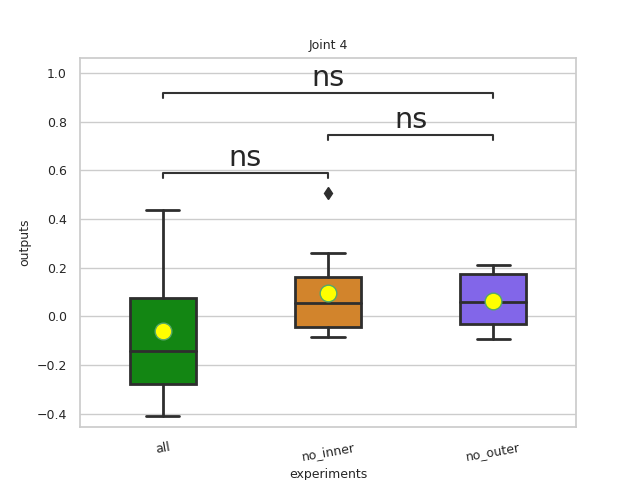 Joint 4
1.0
0.8
0.6
0.4
0.2
0.0
−0.2
−0.4
outputs
ns
ns
ns
all
no_inner
no_outer
experiments